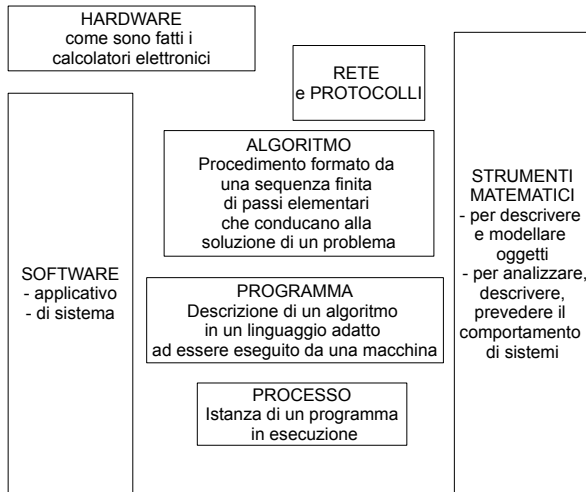 HARDWARE
come sono fatti i
calcolatori elettronici
RETE
e PROTOCOLLI
ALGORITMO
Procedimento formato da
una sequenza finita
di passi elementari
che conducano alla
soluzione di un problema
SOFTWARE
- applicativo
- di sistema
PROGRAMMA
Descrizione di un algoritmo
in un linguaggio adatto
ad essere eseguito da una macchina
PROCESSO
Istanza di un programma
in esecuzione
STRUMENTI
MATEMATICI
- per descrivere
e modellare
oggetti
- per analizzare,
descrivere,
prevedere il
comportamento
di sistemi